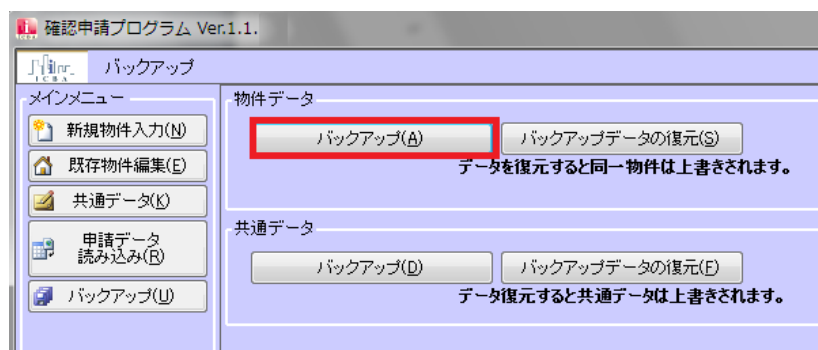 確認申請プログラム Ver.1.1.
ICBA
バックアップ
メインメニュー
新規物件入力(N)
既存物件編集(E)
共通データ(K)
申請データ
読み込み(R)
バックアップ(U)
物件データ
バックアップ(A)
バックアップデータの復元(S)
データを復元すると同一物件は上書きされます。
共通データ
バックアップ(D)
バックアップデータの復元(F)
データ復元すると共通データは上書きされます。